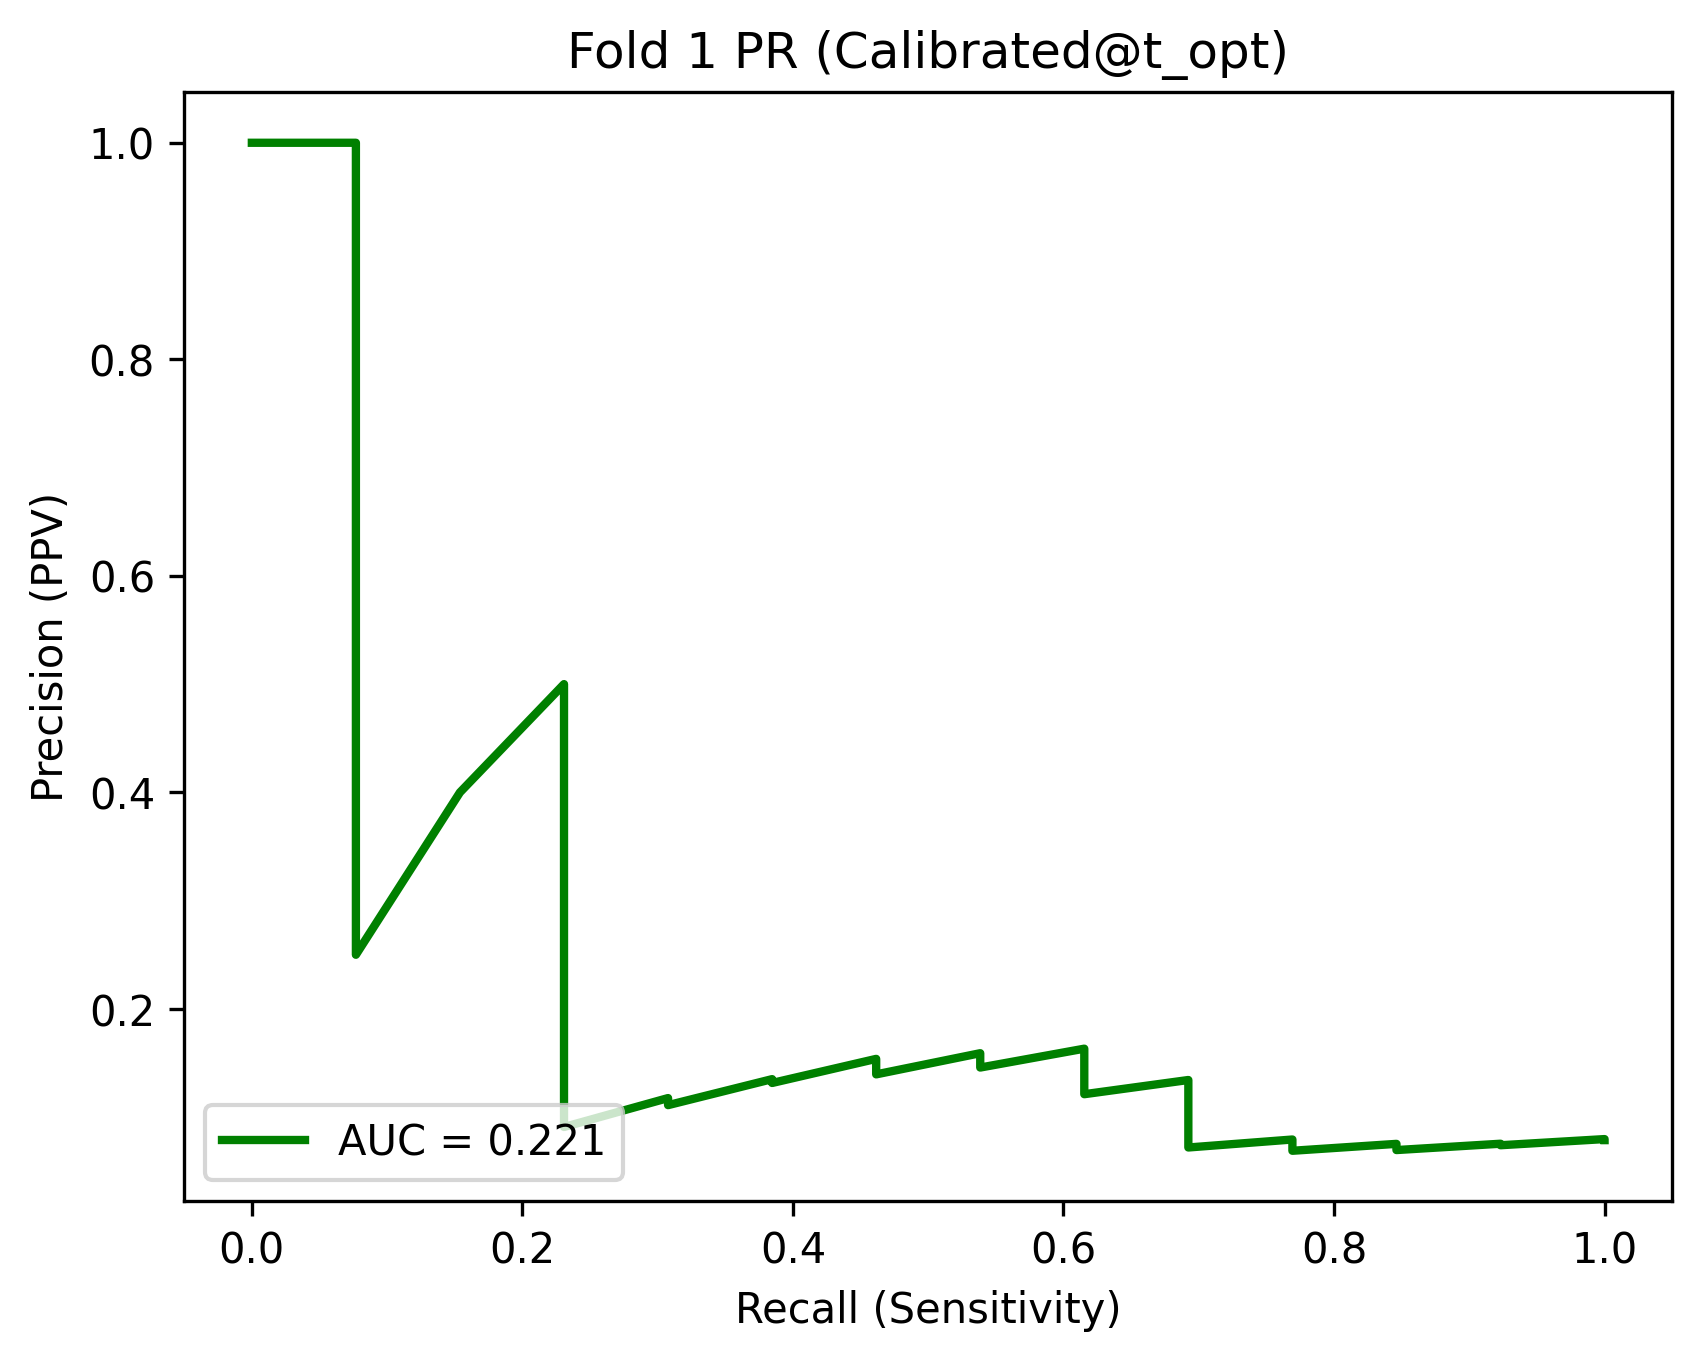 Fold 1 PR (Calibrated@t_opt)
Precision (PPV)
1.0
0.8
0.6
0.4
0.2
AUC = 0.221
0.0 0.2 0.4 0.6 0.8 1.0
Recall (Sensitivity)